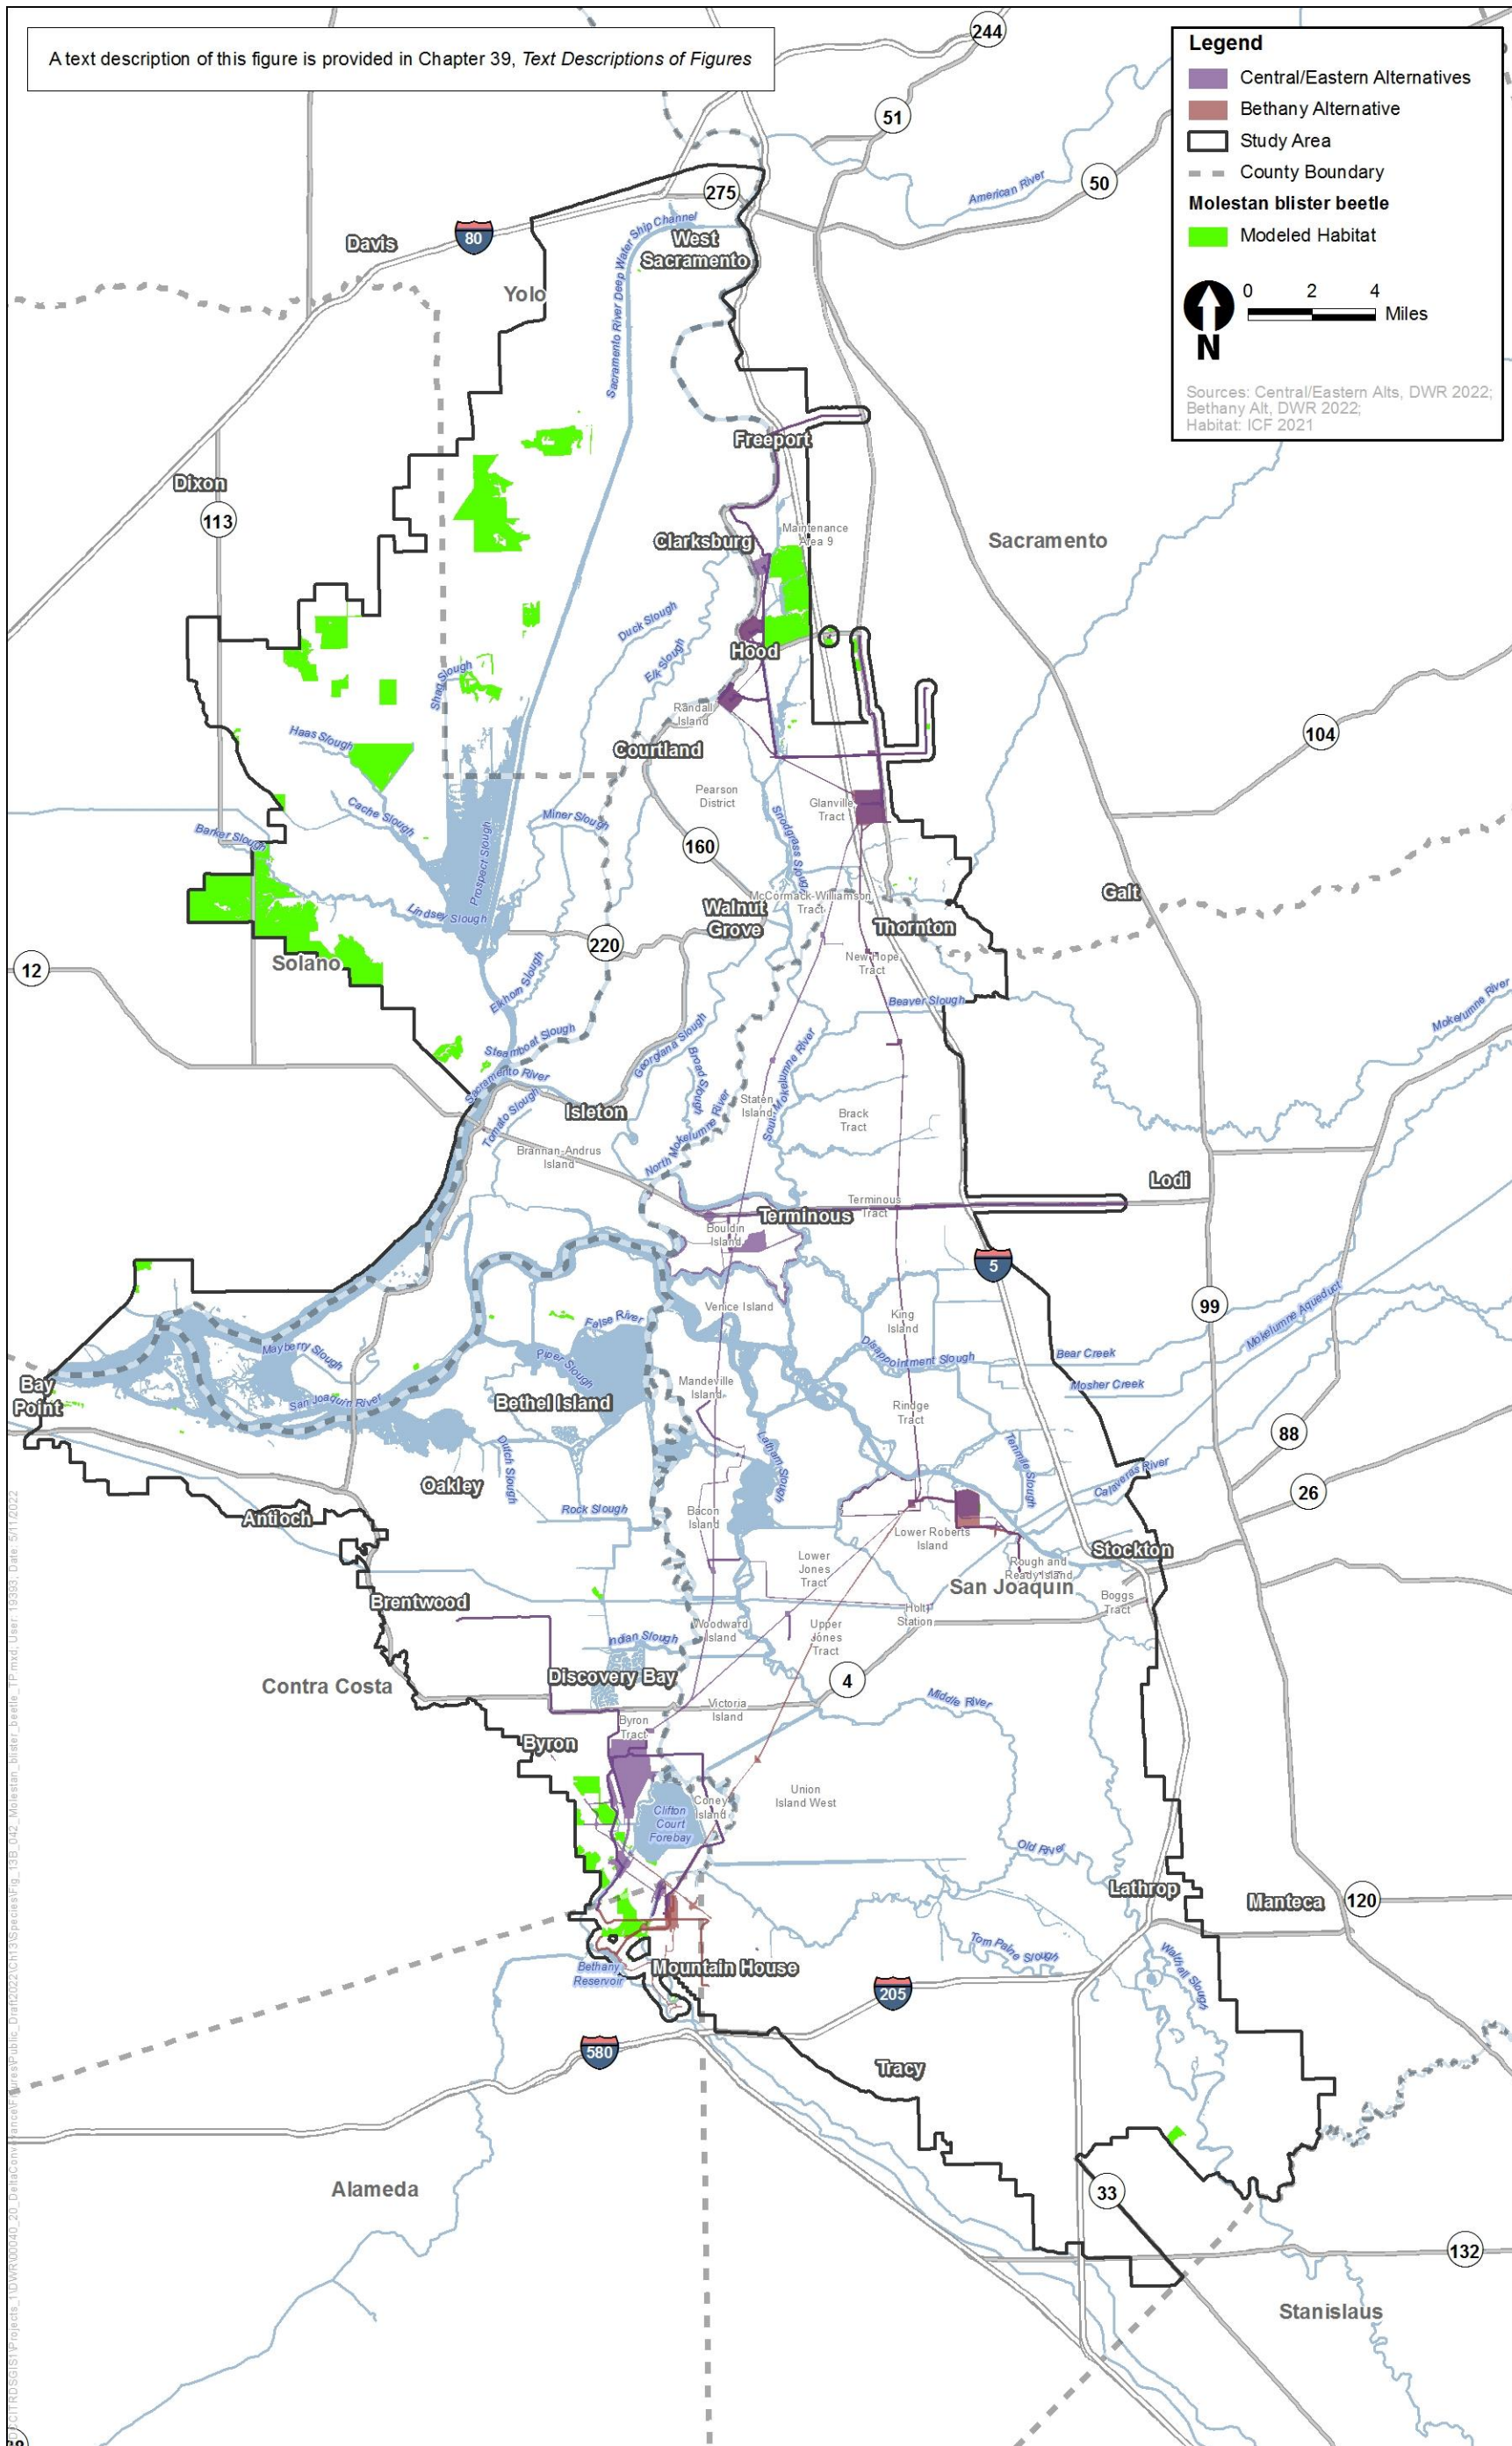 A text description of this figure is provided in Chapter 39, Text Descriptions of Figures
Legend
Central/Eastern Alternatives
Bethany Alternative
Study Area
County Boundary
Molestan blister beetle
Modeled Habitat
0 2 4
Miles
N
Sources: Central/Eastern Alts, DWR 2022;
Bethany Alt, DWR 2022;
Habitat: ICF 2021
244
51
50
American River
275
80
Davis
West
Sacramento
Sacramento River Deep Water Ship Channel
Yolo
Freeport
Dixon
113
Clarksburg
Maintenance
Area 9
Sacramento
Duck Slough
Elk Slough
Hood
Shag Slough
Randall
Island
Haas Slough
Courtland
104
Pearson
District
Glanville
Tract
Cache Slough
Miner Slough
Barker Slough
Prospect Slough
Snodgrass Slough
160
McCormack-Williamson
Tract
Galt
Lindsey Slough
Walnut
Grove
Thornton
220
12
Solano
New Hope
Tract
Elkhorn Slough
Beaver Slough
Mokelumne River
Steamboat Slough
Georgiana Slough
Broad Slough
South Mokelumne River
Sacramento River
Tomato Slough
Isleton
Staten
Island
Brack
Tract
North Mokelumne River
Brannan-Andrus
Island
Lodi
Terminous
Terminous
Tract
Bouldin
Island
5
99
Venice Island
King
Island
Mokelumne Aqueduct
False River
Piper Slough
Mayberry Slough
Disappointment Slough
Bear Creek
Mosher Creek
Bay
Point
San Joaquin River
Bethel Island
Mandeville
Island
Rindge
Tract
88
Dutch Slough
Latham Slough
Tenmile Slough
Calaveras River
Oakley
26
Antioch
Rock Slough
Bacon
Island
Lower Roberts
Island
Stockton
Lower
Jones
Tract
Rough and
Ready Island
San Joaquin
Brentwood
Boggs
Tract
Holt
Station
Woodward
Island
Upper
Jones
Tract
Indian Slough
Discovery Bay
Contra Costa
4
Middle River
Victoria
Island
Byron
Tract
Byron
Union
Island West
Coney
Island
Clifton
Court
Forebay
Old River
Lathrop
Manteca
120
Tom Paine Slough
Walthall Slough
Bethany
Reservoir
Mountain House
205
580
Tracy
Alameda
33
132
Stanislaus